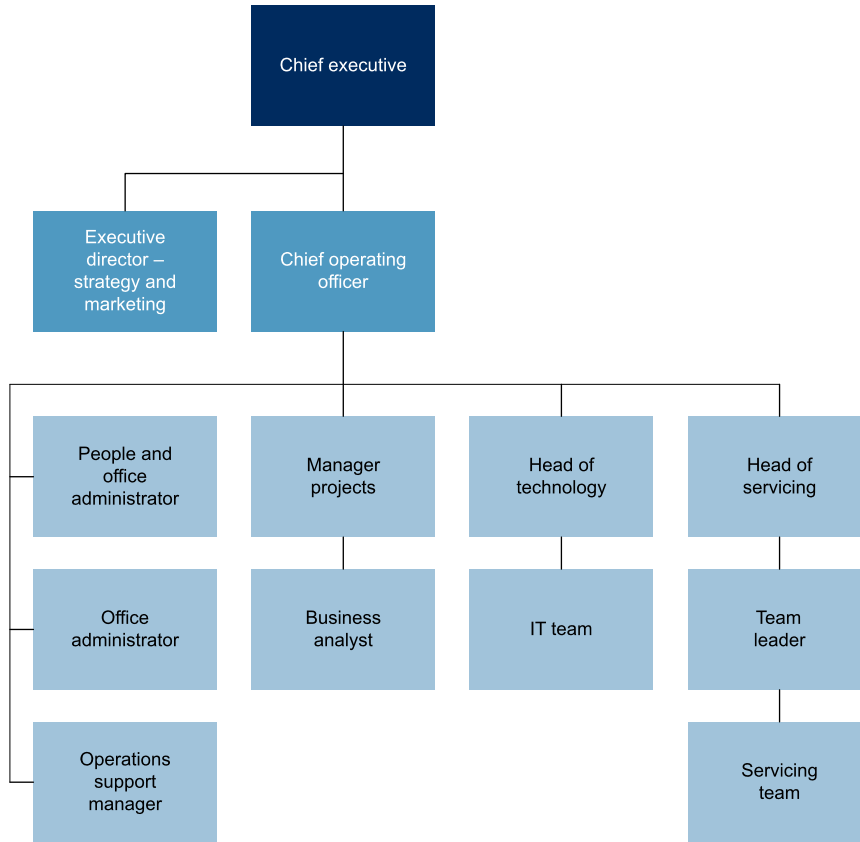 Chief executive
Executive
director –
strategy and
marketing
Chief operating
officer
People and
office
administrator
Manager
projects
Head of
technology
Head of
servicing
Office
administrator
Business
analyst
IT team
Team
leader
Operations
support
manager
Servicing
team